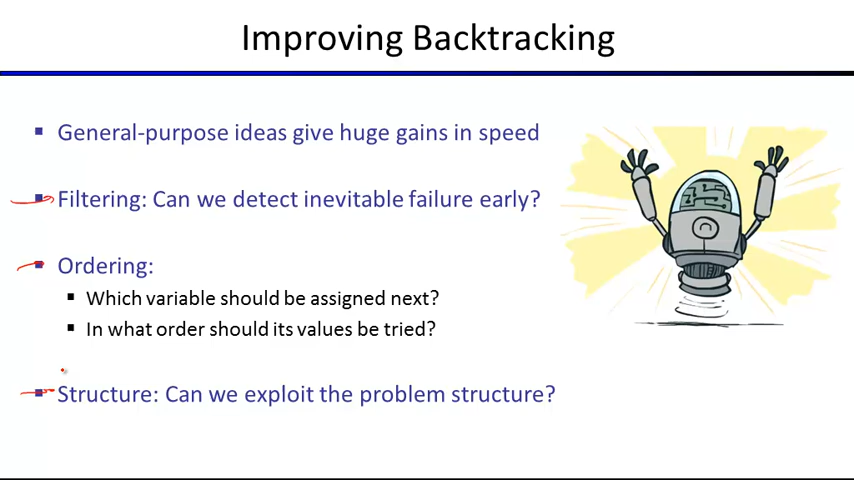 Improving Backtracking
General-purpose ideas give huge gains in speed
Filtering: Can we detect inevitable failure early?
Ordering:
Which variable should be assigned next?
In what order should its values be tried?
Structure: Can we exploit the problem structure?